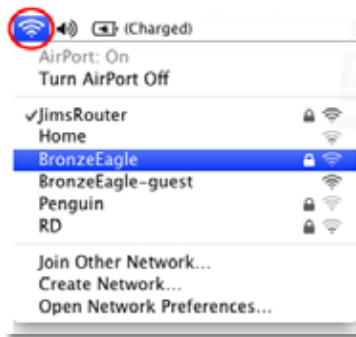 (Charged)
AirPort: On
Turn AirPort Off
✓JimsRouter
Home
BronzeEagle
BronzeEagle-guest
Penguin
RD
Join Other Network...
Create Network...
Open Network Preferences...